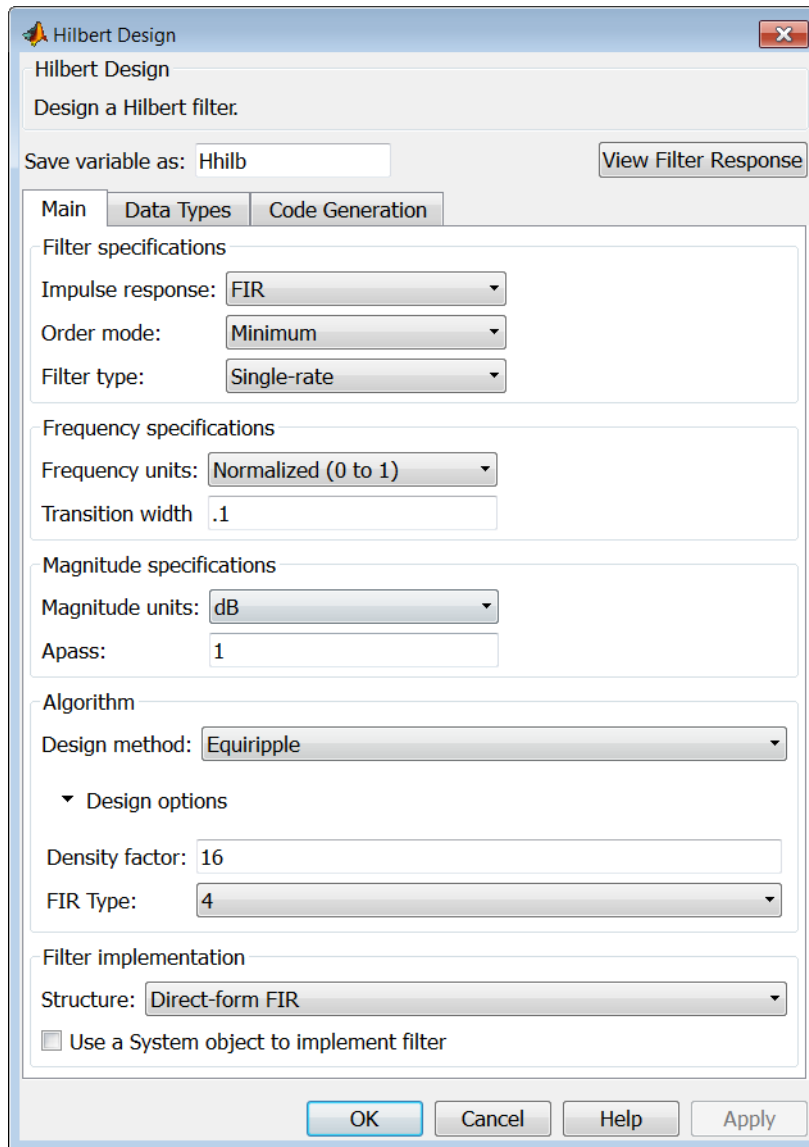 Hilbert Design
Hilbert Design
Design a Hilbert filter.
Save variable as: Hhilb View Filter Response
Main Data Types Code Generation
Filter specifications
Impulse response: FIR
Order mode: Minimum
Filter type: Single-rate
Frequency specifications
Frequency units: Normalized (0 to 1)
Transition width .1
Magnitude specifications
Magnitude units: dB
Apass: 1
Algorithm
Design method: Equiripple
Design options
Density factor: 16
FIR Type: 4
Filter implementation
Structure: Direct-form FIR
Use a System object to implement filter
OK Cancel Help Apply